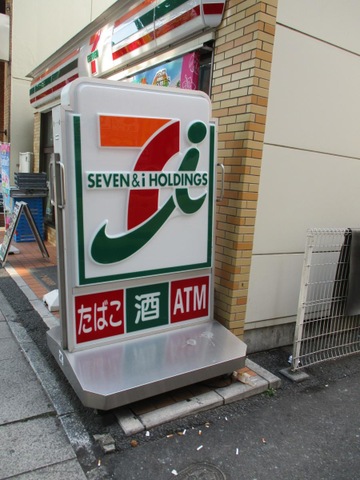 SEVEN & i HOLDINGS
たばこ
酒
ATM